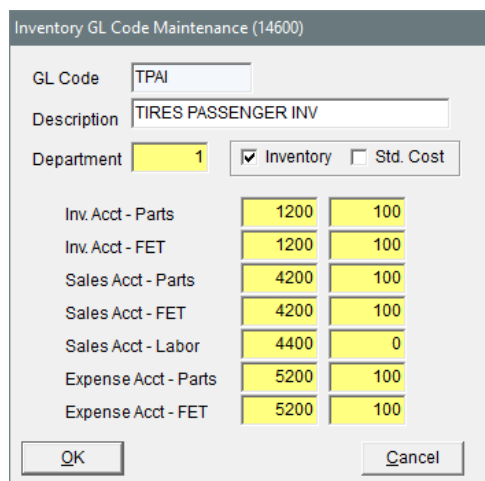 Inventory GL Code Maintenance (14600)
GL Code TPAI
Description TIRES PASSENGER INV
Department 1 Inventory Std. Cost
Inv. Acct - Parts 1200 100
Inv. Acct - FET 1200 100
Sales Acct - Parts 4200 100
Sales Acct - FET 4200 100
Sales Acct - Labor 4400 0
Expense Acct - Parts 5200 100
Expense Acct - FET 5200 100
OK Cancel